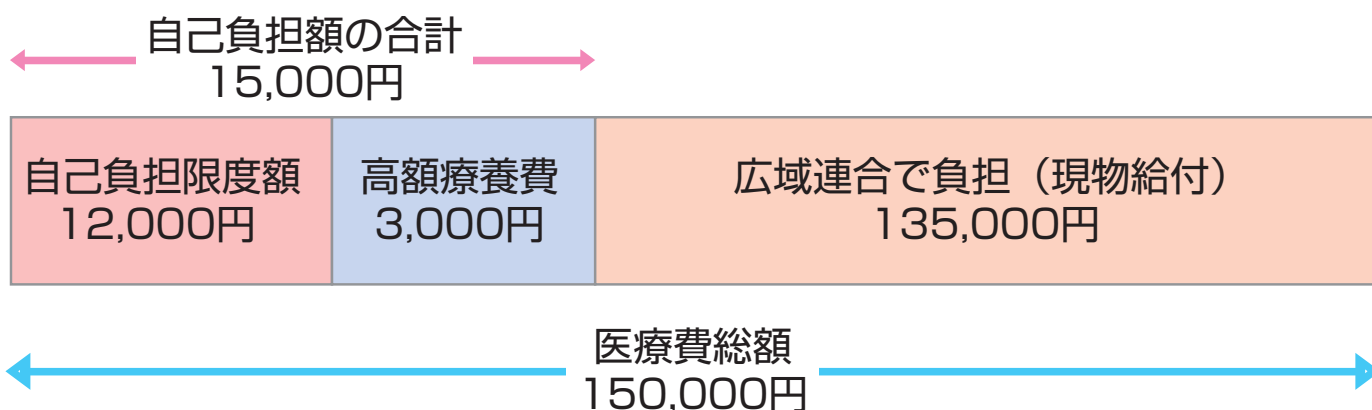 自己負担額の合計
15,000円
自己負担限度額
12,000円
高額療養費
3,000円
広域連合で負担（現物給付）
135,000円
医療費総額
150,000円